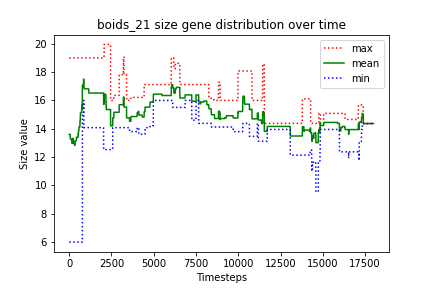 boids_21 size gene distribution over time
20
18
16
14
12
10
8
6
Size value
max
mean
min
0 2500 5000 7500 10000 12500 15000 17500
Timesteps